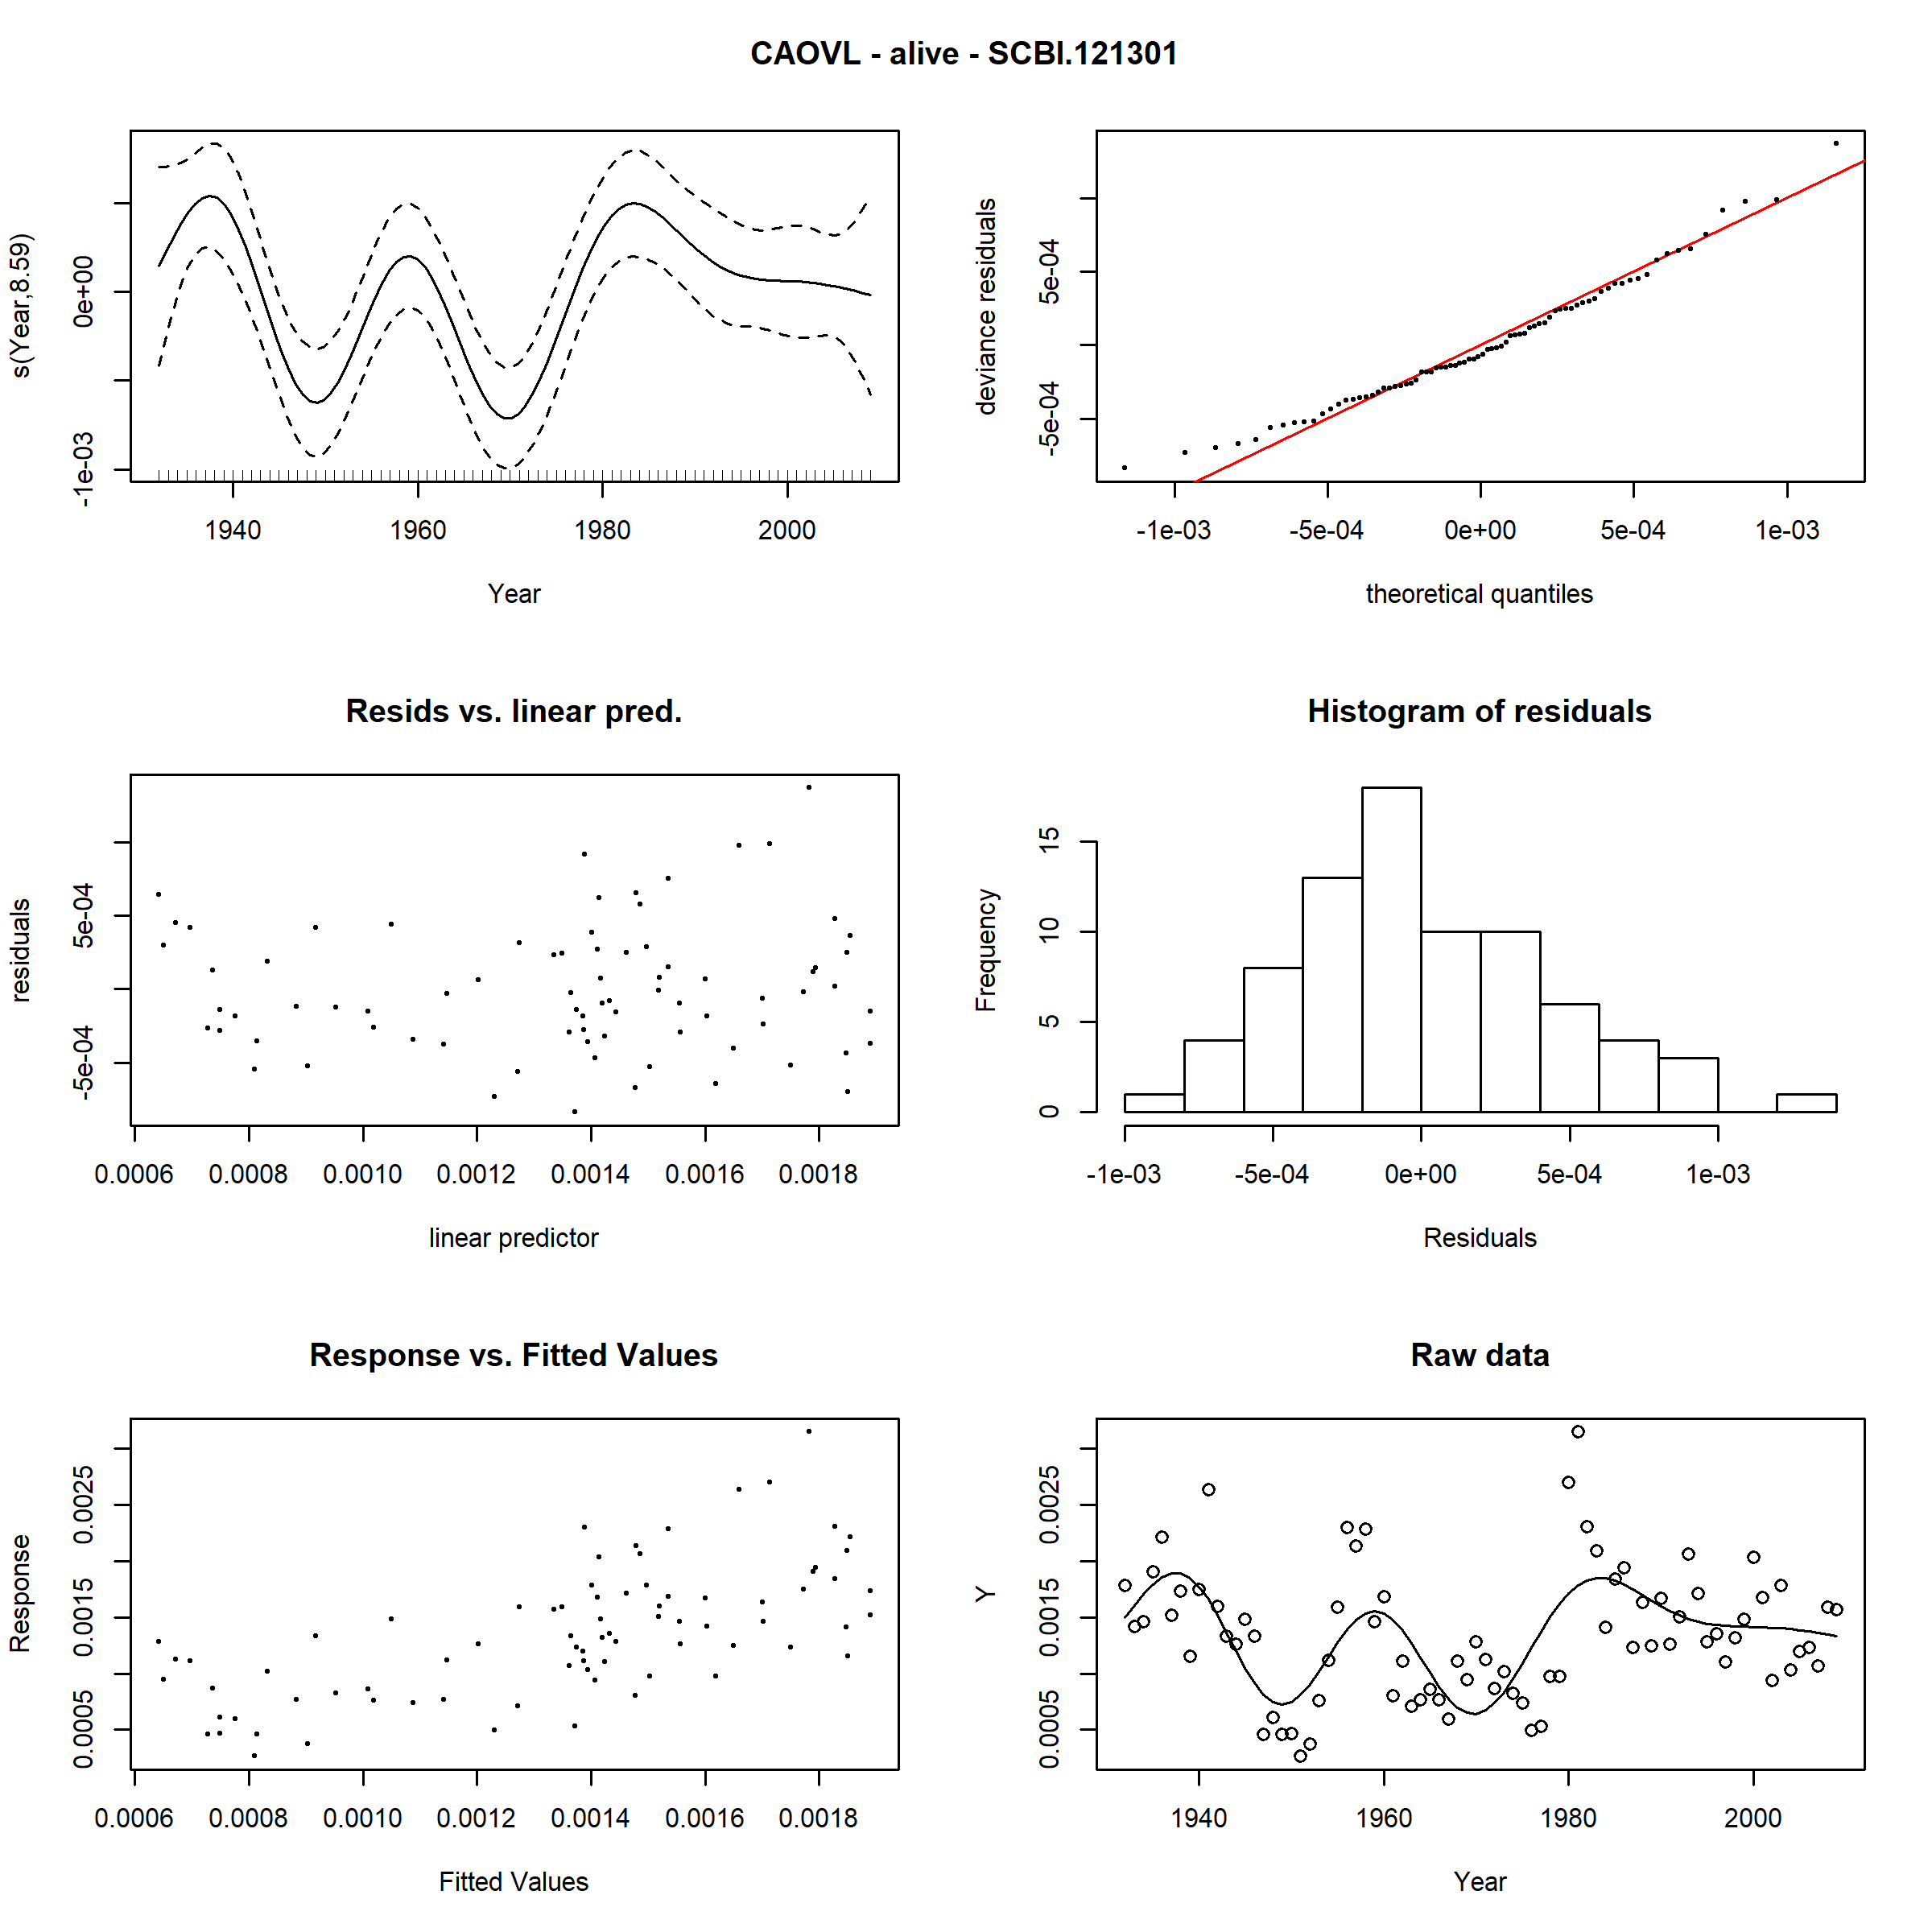 CAOVL - alive - SCBI.121301
s(Year,8.59)
-1e-03
0e+00
1940
1960
1980
2000
Year
deviance residuals
-5e-04
5e-04
-1e-03
-5e-04
0e+00
5e-04
1e-03
theoretical quantiles
Resids vs. linear pred.
residuals
-5e-04
5e-04
0.0006
0.0008
0.0010
0.0012
0.0014
0.0016
0.0018
linear predictor
Histogram of residuals
Frequency
0
5
10
15
-1e-03
-5e-04
0e+00
5e-04
1e-03
Residuals
Response vs. Fitted Values
Response
0.0005
0.0015
0.0025
0.0006
0.0008
0.0010
0.0012
0.0014
0.0016
0.0018
Fitted Values
Raw data
Y
0.0005
0.0015
0.0025
1940
1960
1980
2000
Year